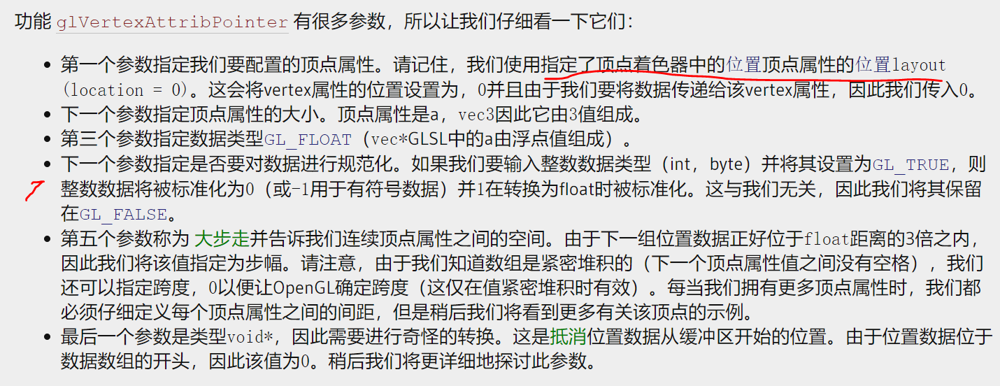 功能 glVertexAttribPointer 有很多参数，所以让我们仔细看一下它们：
第一个参数指定我们要配置的顶点属性。请记住，我们使用指定了顶点着色器中的位置顶点属性的位置layout
(location = 0)。这会将vertex属性的位置设置为，0并且由于我们要将数据传递给该vertex属性，因此我们传入0。
下一个参数指定顶点属性的大小。顶点属性是a，vec3因此它由3值组成。
第三个参数指定数据类型GL_FLOAT（vec*GLSL中的a由浮点值组成）。
下一个参数指定是否要对数据进行规范化。如果我们要输入整数数据类型（int，byte）并将其设置为GL_TRUE，则
整数数据将被标准化为0（或-1用于有符号数据）并1在转换为float时被标准化。这与我们无关，因此我们将其保留
在GL_FALSE。
第五个参数称为 大步走并告诉我们连续顶点属性之间的空间。由于下一组位置数据正好位于float距离的3倍之内，
因此我们将该值指定为步幅。请注意，由于我们知道数组是紧密堆积的（下一个顶点属性值之间没有空格），我们
还可以指定跨度，0以便让OpenGL确定跨度（这仅在值紧密堆积时有效）。每当我们拥有更多顶点属性时，我们都
必须仔细定义每个顶点属性之间的间距，但是稍后我们将看到更多有关该顶点的示例。
最后一个参数是类型void*，因此需要进行奇怪的转换。这是抵消位置数据从缓冲区开始的位置。由于位置数据位于
数据数组的开头，因此该值为0。稍后我们将更详细地探讨此参数。